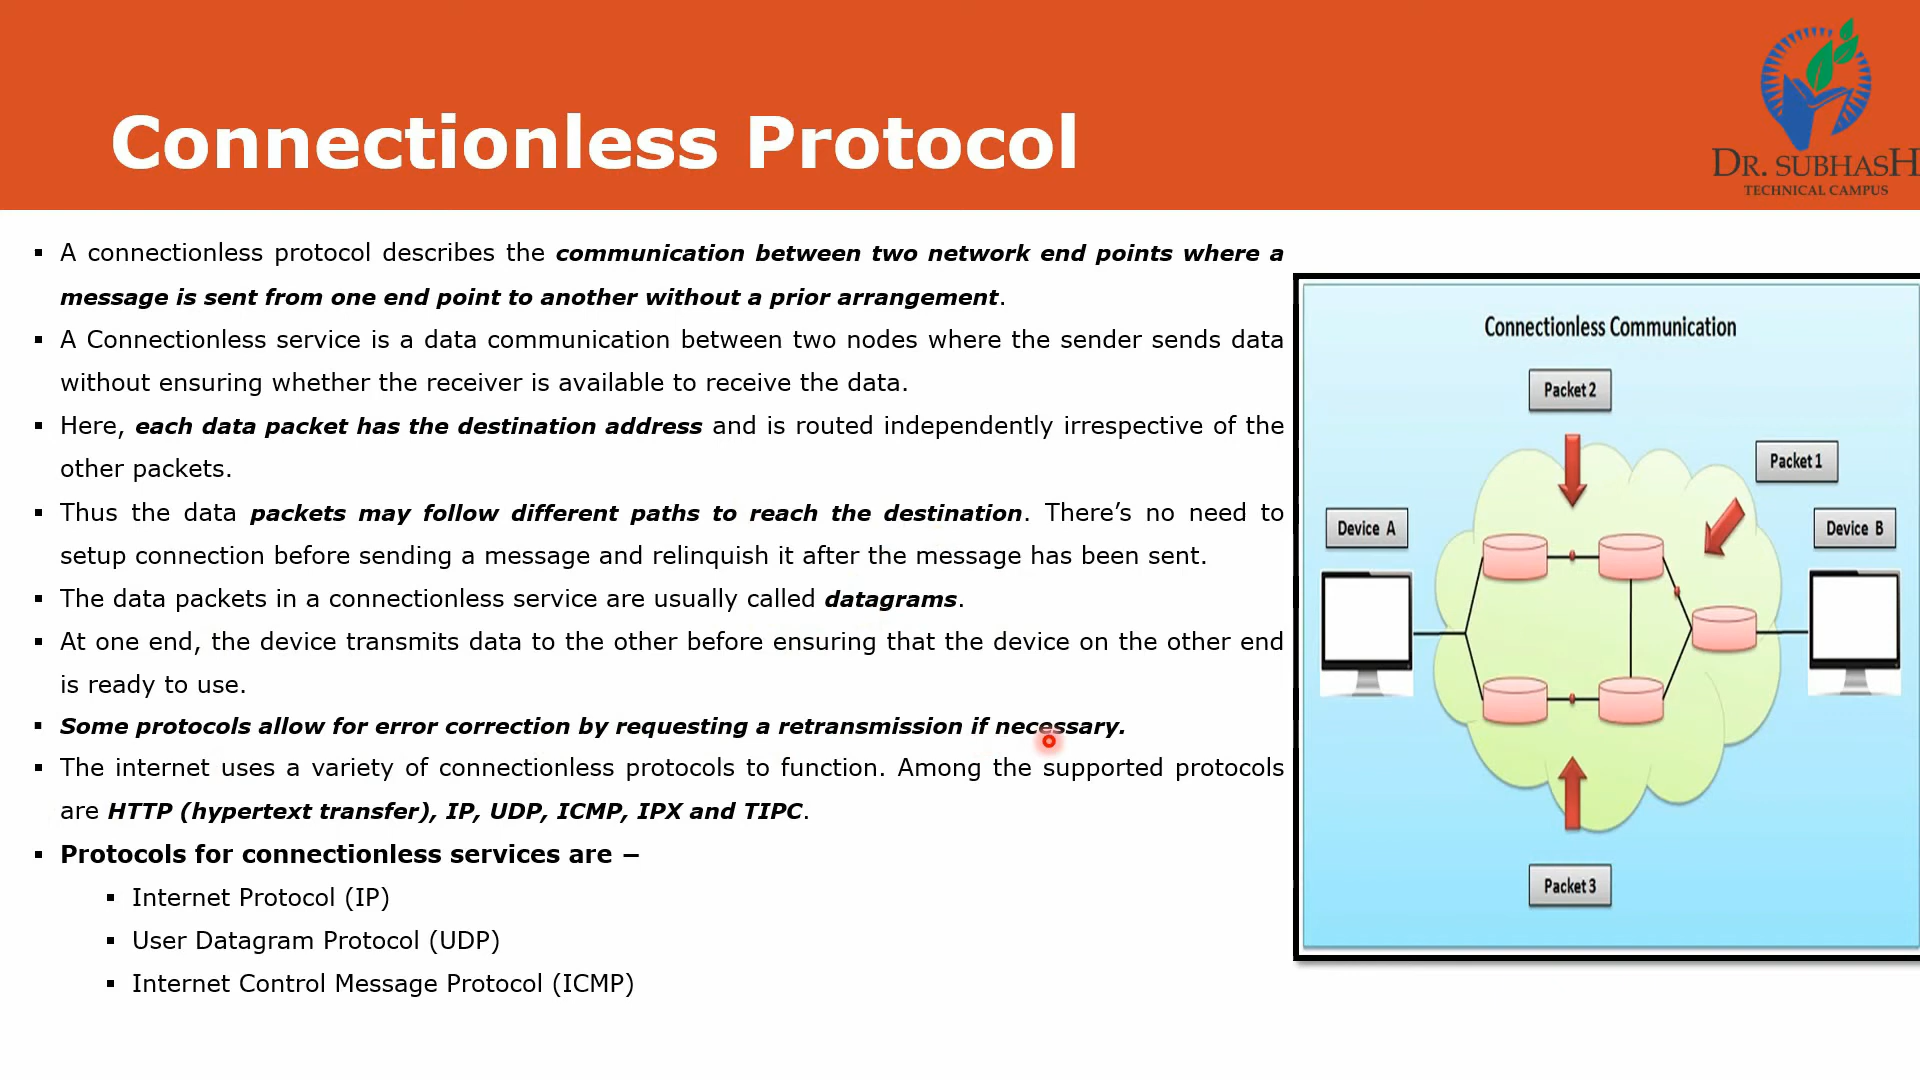 Connectionless Protocol
DR. SUBHASH
TECHNICAL CAMPUS
▪ A connectionless protocol describes the communication between two network end points where a
message is sent from one end point to another without a prior arrangement.
▪ A Connectionless service is a data communication between two nodes where the sender sends data
without ensuring whether the receiver is available to receive the data.
▪ Here, each data packet has the destination address and is routed independently irrespective of the
other packets.
▪ Thus the data packets may follow different paths to reach the destination. There’s no need to
setup connection before sending a message and relinquish it after the message has been sent.
▪ The data packets in a connectionless service are usually called datagrams.
▪ At one end, the device transmits data to the other before ensuring that the device on the other end
is ready to use.
▪ Some protocols allow for error correction by requesting a retransmission if necessary.
▪ The internet uses a variety of connectionless protocols to function. Among the supported protocols
are HTTP (hypertext transfer), IP, UDP, ICMP, IPX and TIPC.
▪ Protocols for connectionless services are −
▪ Internet Protocol (IP)
▪ User Datagram Protocol (UDP)
▪ Internet Control Message Protocol (ICMP)
Connectionless Communication
Packet 2
Packet 1
Device A
Device B
Packet 3